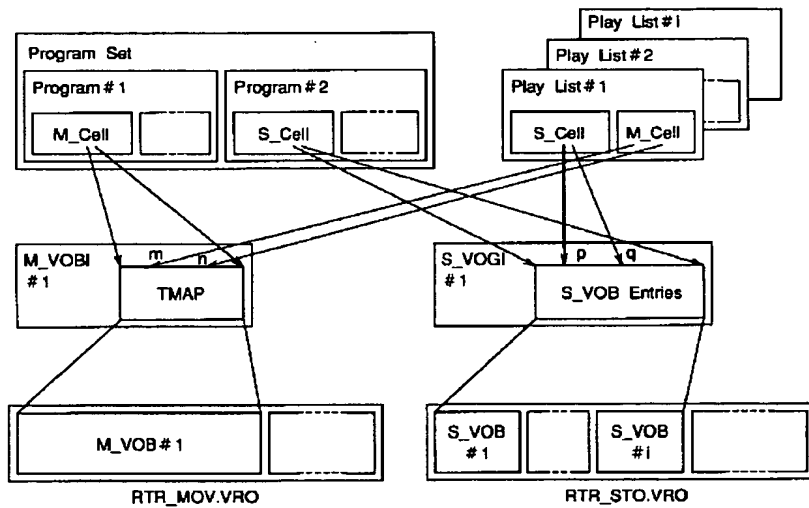 Program Set
Program#1
M_Cell
Program#2
S_Cell
Play List#i
Play List#2
Play List#1
S_Cell
M_Cell
M_VOBI
#1
m
n
TMAP
S_VOGI
#1
p
q
S_VOB Entries
M_VOB#1
RTR_MOV.VRO
S_VOB
#1
S_VOB
#i
RTR_STO.VRO